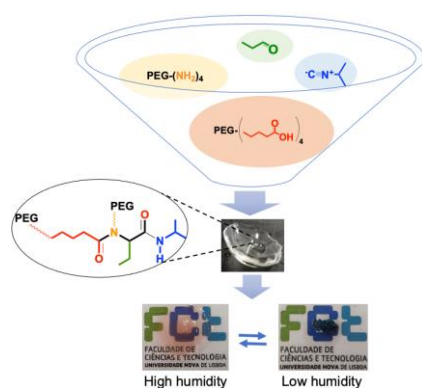 O
PEG-(NH₂)₄
⁻C≡N⁺
PEG-
O
OH
4
PEG
PEG
O
N
N
O
H
FCt FCt
FACULDADE DE
CIÊNCIAS E TECNOLOGIA
UNIVERSIDADE NOVA DE LISBOA
FACULDADE DE
CIÊNCIAS E TECNOLOGIA
UNIVERSIDADE NOVA DE LISBOA
High humidity
Low humidity